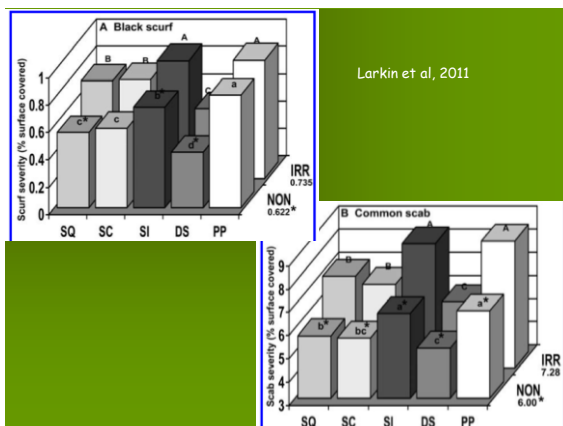 A Black scurf
Larkin et al, 2011
A
A
B
B
C
1
0.8
0.6
0.4
0.2
0
Scurf severity (% surface covered)
c*
c
b*
d*
a
IRR
0.735
NON
0.622*
SQ SC SI DS PP
B Common scab
A
A
B
B
C
9
8
7
6
5
4
3
Scab severity (% surface covered)
b*
bc*
a*
c*
a*
IRR
7.28
NON
6.00*
SQ SC SI DS PP